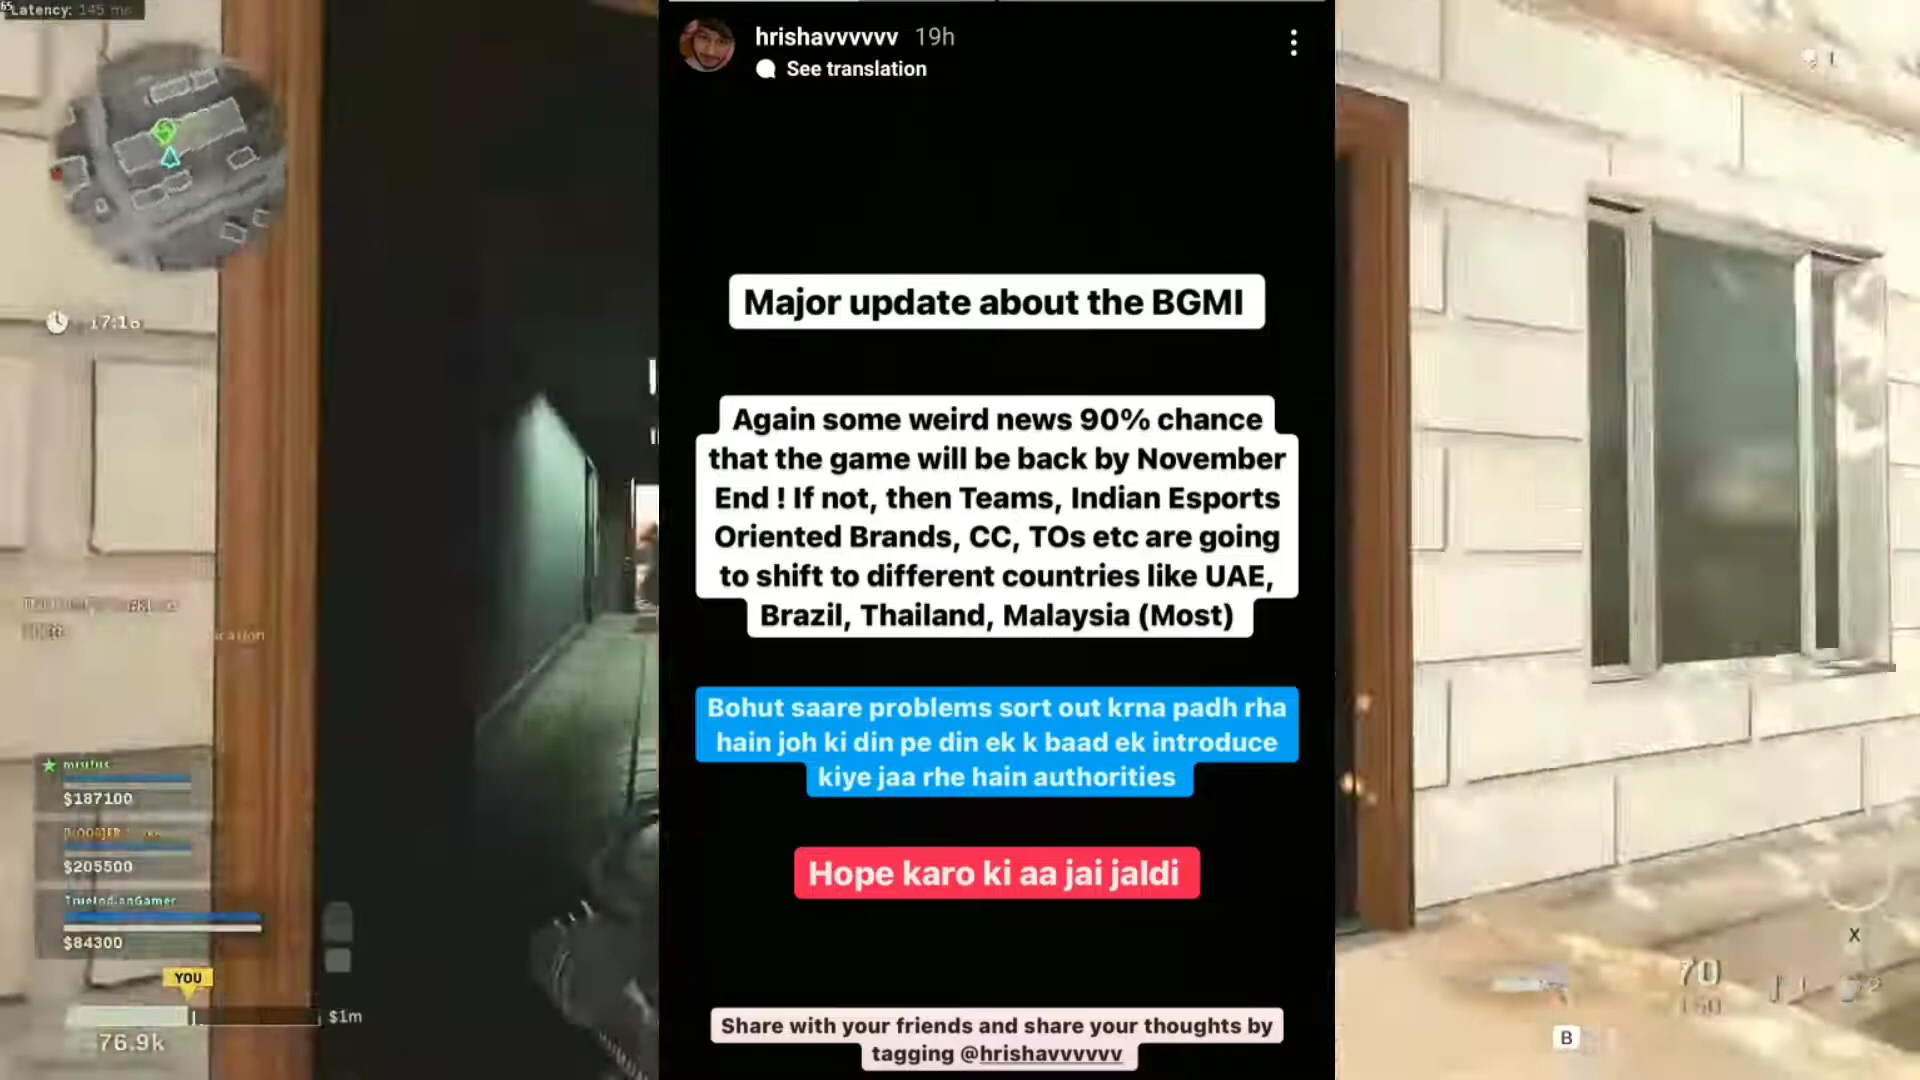 Latency: 145 ms
hrishavvvvvv 19h
See translation
Major update about the BGMI
Again some weird news 90% chance
that the game will be back by November
End ! If not, then Teams, Indian Esports
Oriented Brands, CC, TOs etc are going
to shift to different countries like UAE,
Brazil, Thailand, Malaysia (Most)
Bohut saare problems sort out krna padh rha
hain joh ki din pe din ek k baad ek introduce
kiye jaa rhe hain authorities
Hope karo ki aa jai jaldi
Share with your friends and share your thoughts by
tagging @hrishavvvvvv
$187100
$205500
TrueIndianGamer
$84300
YOU
$1m
76.9k
X
70
B